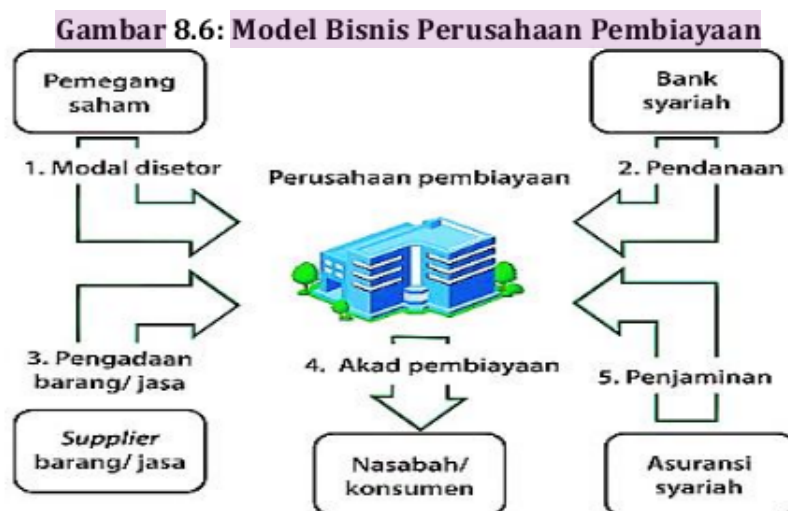 Gambar 8.6: Model Bisnis Perusahaan Pembiayaan
Pemegang
saham
Bank
syariah
1. Modal disetor
Perusahaan pembiayaan
2. Pendanaan
3. Pengadaan
barang/ jasa
4. Akad pembiayaan
5. Penjaminan
Supplier
barang/ jasa
Nasabah/
konsumen
Asuransi
syariah